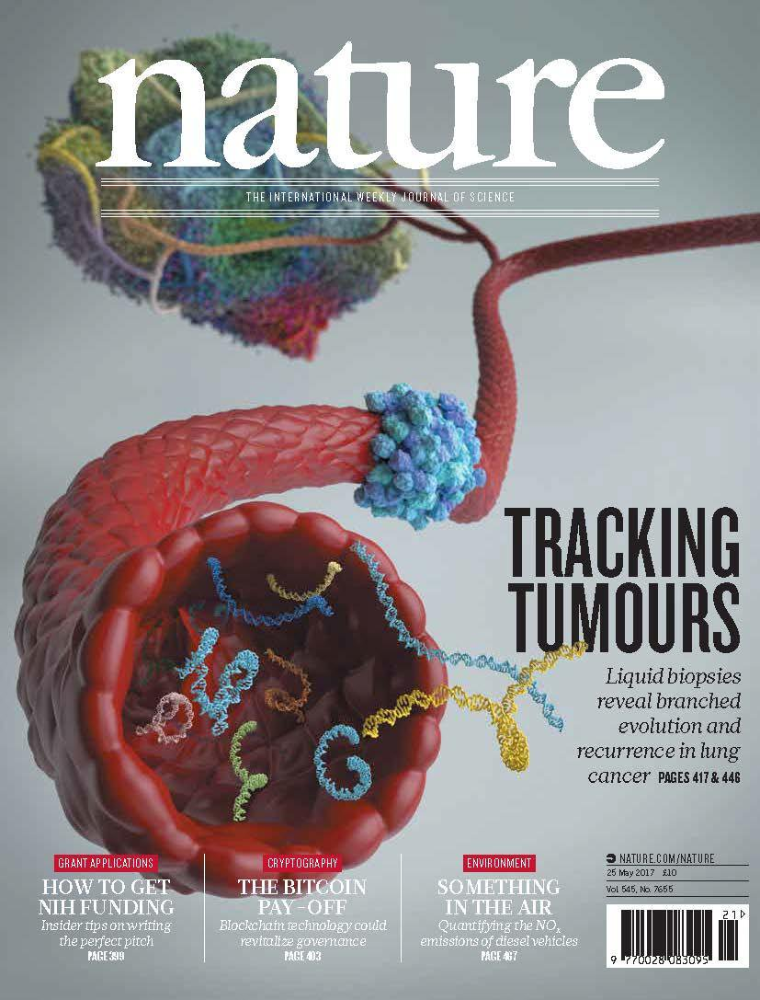 nature
THE INTERNATIONAL WEEKLY JOURNAL OF SCIENCE
TRACKING
TUMOURS
Liquid biopsies
reveal branched
evolution and
recurrence in lung
cancer PAGES 417 & 446
GRANT APPLICATIONS
HOW TO GET
NIH FUNDING
Insider tips on writing
the perfect pitch
PAGE 399
CRYPTOGRAPHY
THE BITCOIN
PAY-OFF
Blockchain technology could
revitalize governance
PAGE 403
ENVIRONMENT
SOMETHING
IN THE AIR
Quantifying the NOx
emissions of diesel vehicles
PAGE 467
NATURE.COM/NATURE
25 May 2017 £10
Vol. 545, No. 7655
21
9 770028 083095